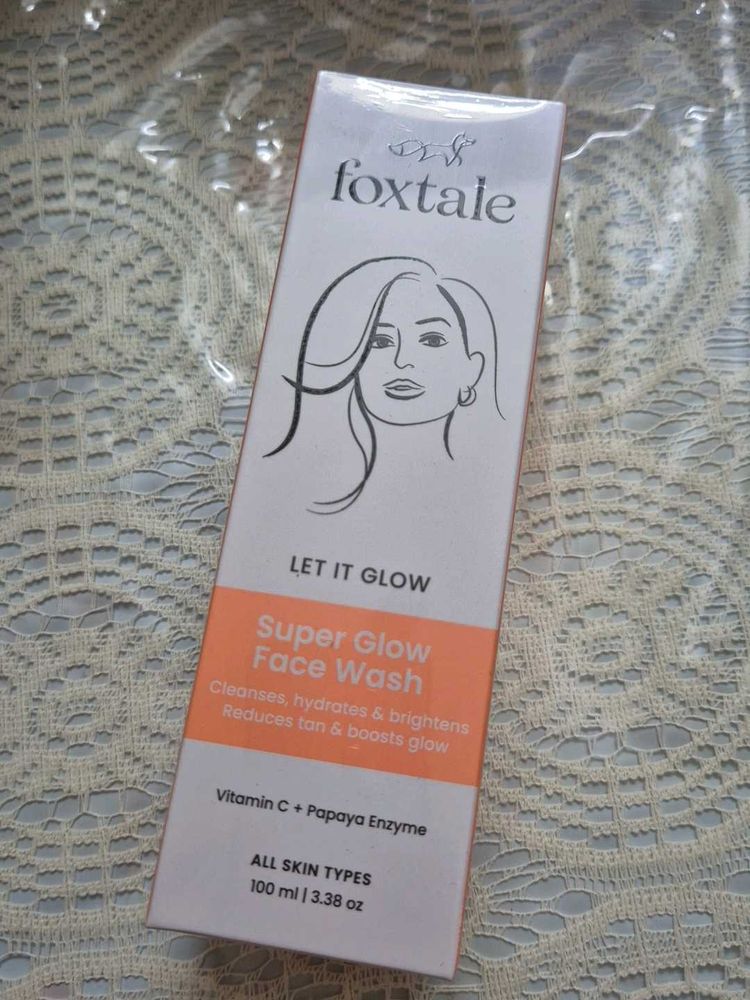 foxtale
LET IT GLOW
Super Glow
Face Wash
Cleanses, hydrates & brightens
Reduces tan & boosts glow
Vitamin C + Papaya Enzyme
ALL SKIN TYPES
100 ml | 3.38 oz